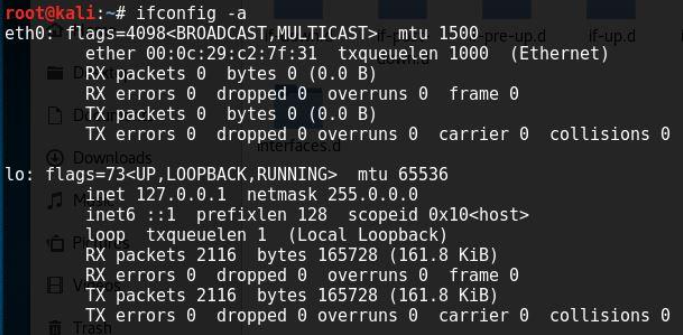 root@kali:~# ifconfig -a
eth0: flags=4098<BROADCAST,MULTICAST>  mtu 1500
        ether 00:0c:29:c2:7f:31  txqueuelen 1000  (Ethernet)
        RX packets 0  bytes 0 (0.0 B)
        RX errors 0  dropped 0  overruns 0  frame 0
        TX packets 0  bytes 0 (0.0 B)
        TX errors 0  dropped 0 overruns 0  carrier 0  collisions 0
lo: flags=73<UP,LOOPBACK,RUNNING>  mtu 65536
        inet 127.0.0.1  netmask 255.0.0.0
        inet6 ::1  prefixlen 128  scopeid 0x10<host>
        loop  txqueuelen 1  (Local Loopback)
        RX packets 2116  bytes 165728 (161.8 KiB)
        RX errors 0  dropped 0  overruns 0  frame 0
        TX packets 2116  bytes 165728 (161.8 KiB)
        TX errors 0  dropped 0 overruns 0  carrier 0  collisions 0
-pre-up.d
if-up.d
interfaces.d
Downloads
Trash